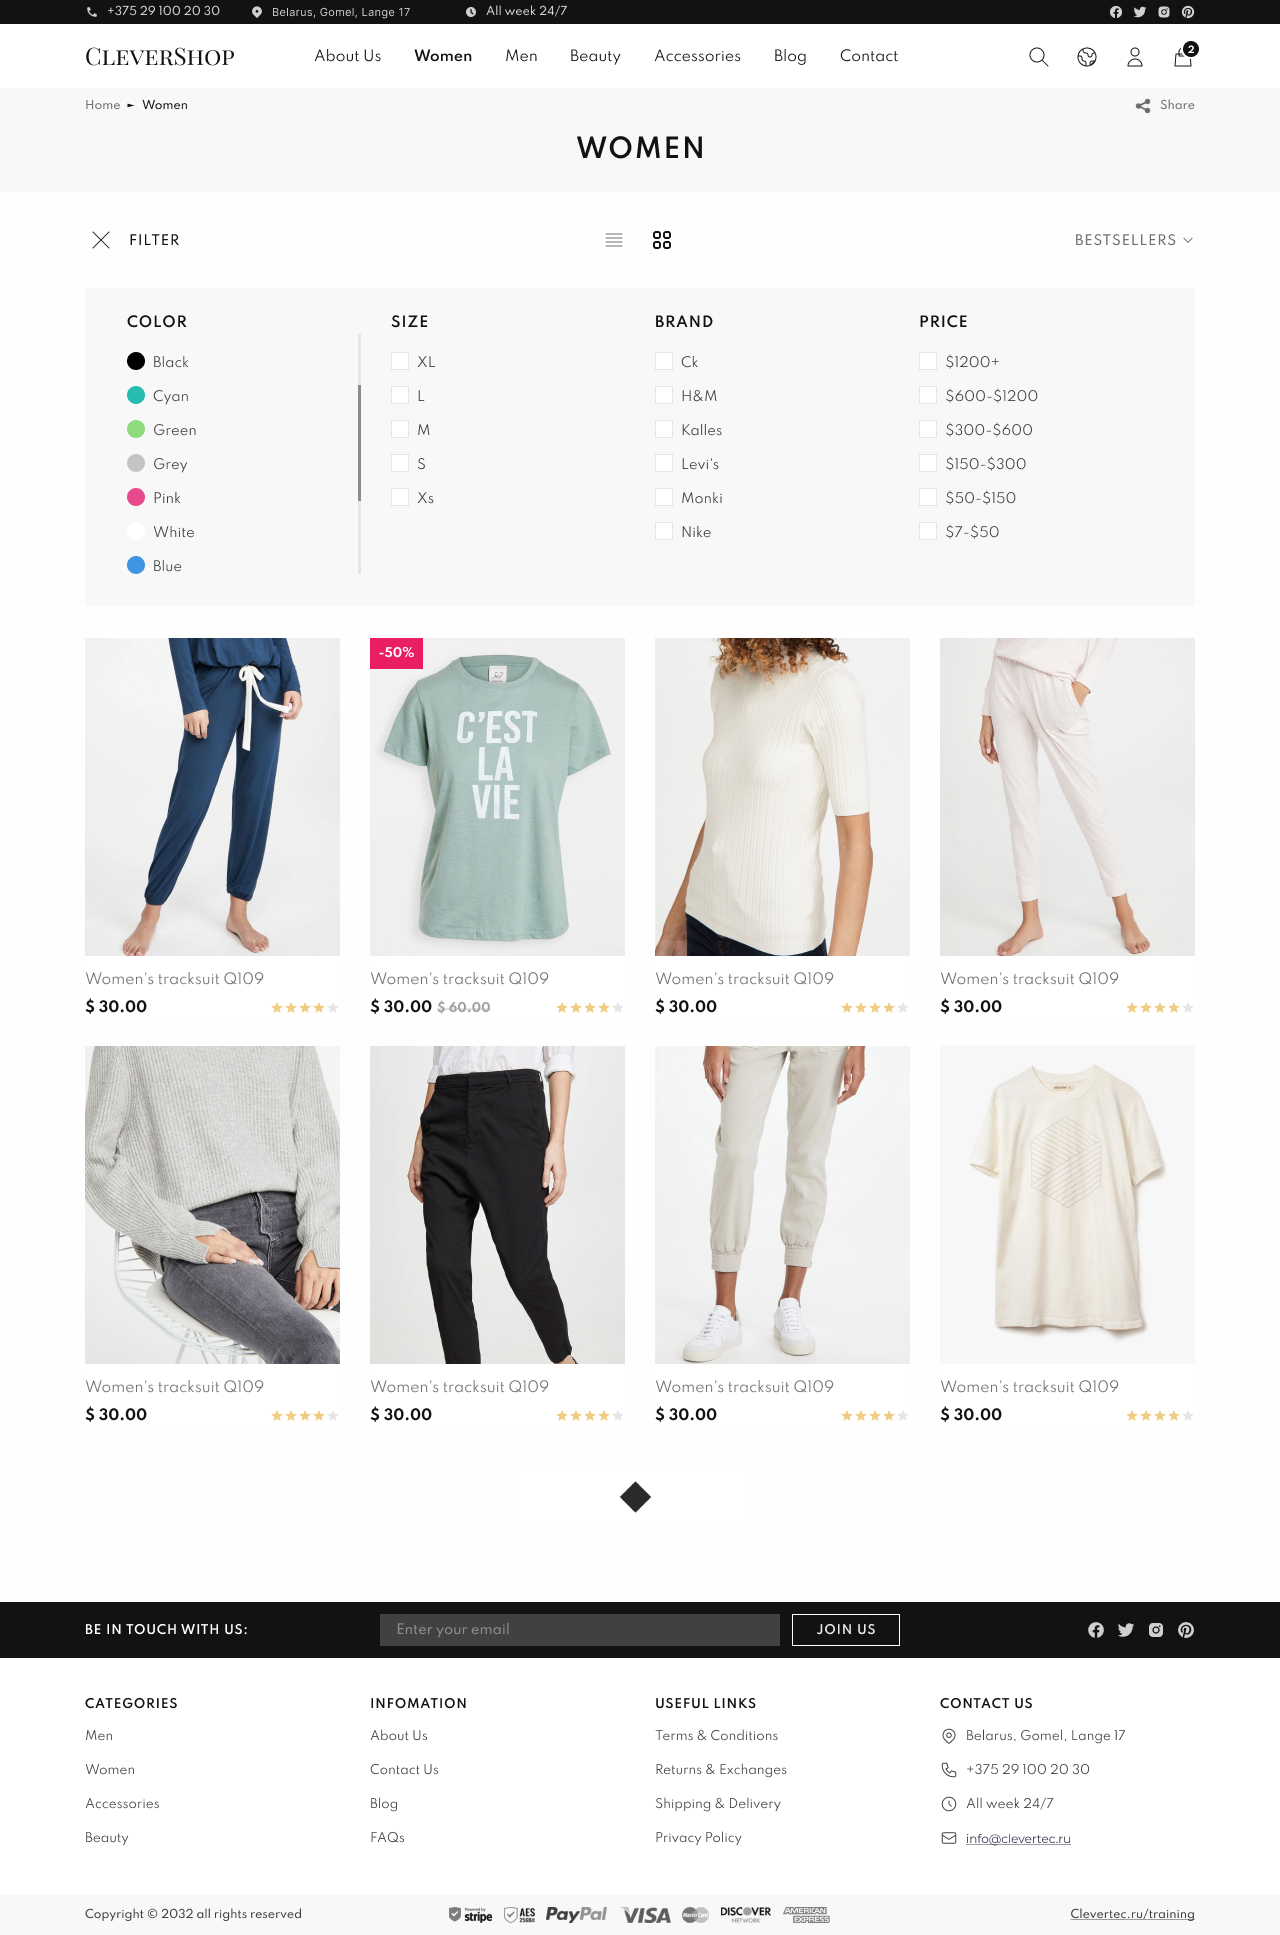 +375 29 100 20 30 Belarus, Gomel, Lange 17 All week 24/7
CleverShop About Us Women Men Beauty Accessories Blog Contact 2
Home ► Women Share
WOMEN
FILTER BESTSELLERS
COLOR
Black
Cyan
Green
Grey
Pink
White
Blue
SIZE
XL
L
M
S
Xs
BRAND
Ck
H&M
Kalles
Levi's
Monki
Nike
PRICE
$1200+
$600-$1200
$300-$600
$150-$300
$50-$150
$7-$50
-50%
C'EST
LA
VIE
Women's tracksuit Q109 Women's tracksuit Q109 Women's tracksuit Q109 Women's tracksuit Q109
$ 30.00 $ 30.00 $ 60.00 $ 30.00 $ 30.00
Women's tracksuit Q109 Women's tracksuit Q109 Women's tracksuit Q109 Women's tracksuit Q109
$ 30.00 $ 30.00 $ 30.00 $ 30.00
BE IN TOUCH WITH US: Enter your email JOIN US
CATEGORIES
Men
Women
Accessories
Beauty
INFOMATION
About Us
Contact Us
Blog
FAQs
USEFUL LINKS
Terms & Conditions
Returns & Exchanges
Shipping & Delivery
Privacy Policy
CONTACT US
Belarus, Gomel, Lange 17
+375 29 100 20 30
All week 24/7
info@clevertec.ru
Copyright © 2032 all rights reserved Powered by stripe AES 256Bit PayPal VISA MasterCard DISCOVER NETWORK AMERICAN EXPRESS Clevertec.ru/training